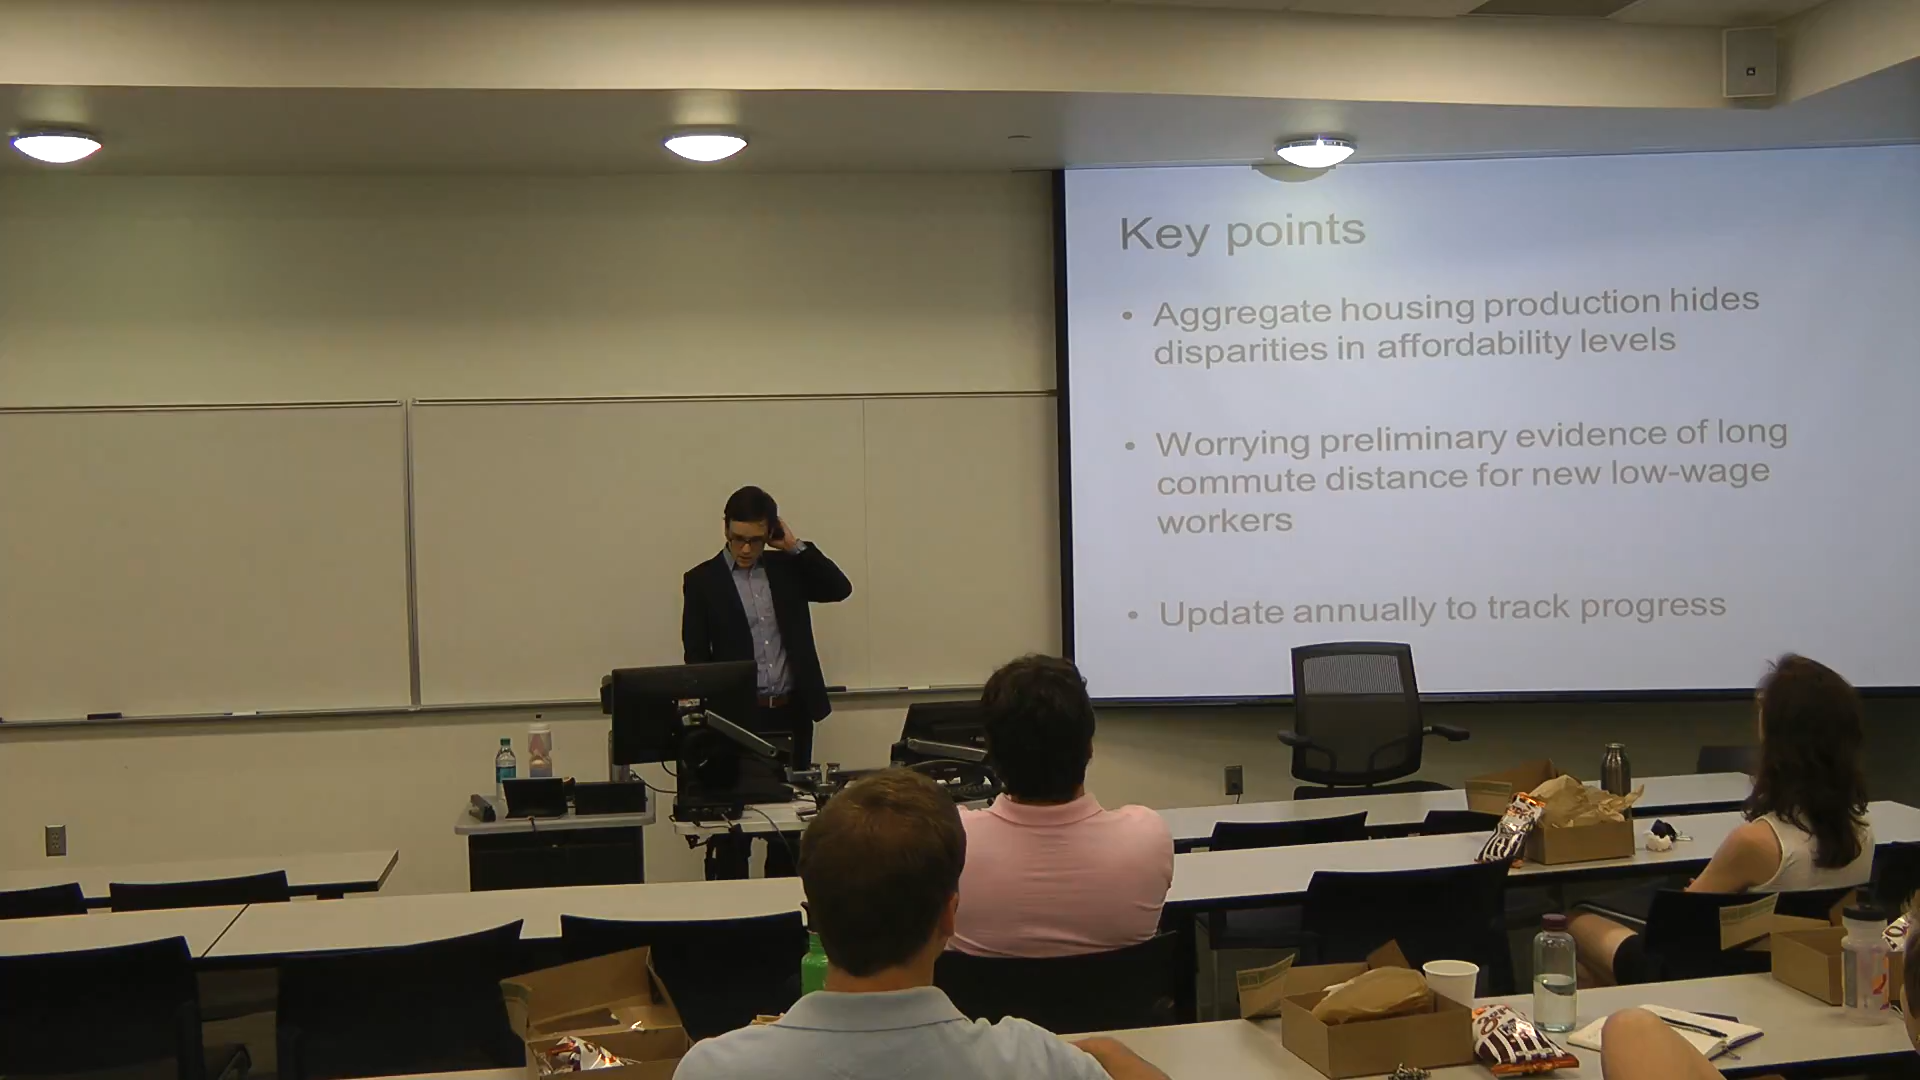 Key points
• Aggregate housing production hides
disparities in affordability levels
• Worrying preliminary evidence of long
commute distance for new low-wage
workers
• Update annually to track progress